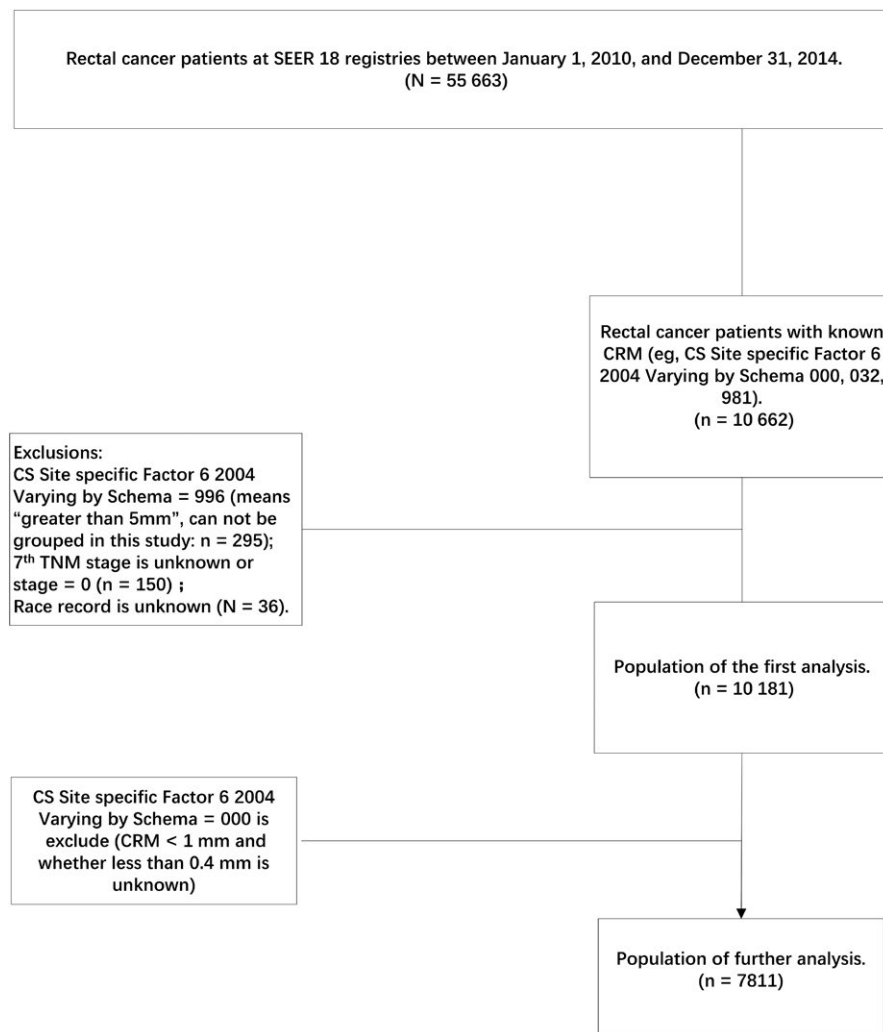 Rectal cancer patients at SEER 18 registries between January 1, 2010, and December 31, 2014.
(N = 55 663)
Rectal cancer patients with known
CRM (eg, CS Site specific Factor 6
2004 Varying by Schema 000, 032,
981).
(n = 10 662)
Exclusions:
CS Site specific Factor 6 2004
Varying by Schema = 996 (means
“greater than 5mm”, can not be
grouped in this study: n = 295);
7th TNM stage is unknown or
stage = 0 (n = 150) ;
Race record is unknown (N = 36).
Population of the first analysis.
(n = 10 181)
CS Site specific Factor 6 2004
Varying by Schema = 000 is
exclude (CRM < 1 mm and
whether less than 0.4 mm is
unknown)
Population of further analysis.
(n = 7811)